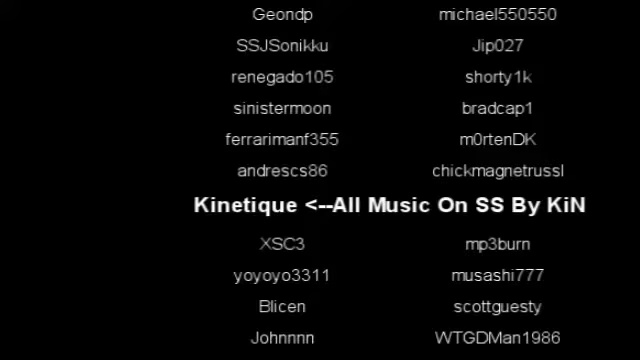 Geondp michael550550
SSJSonikku Jip027
renegado105 shorty1k
sinistermoon bradcap1
ferrarimanf355 m0rtenDK
andrescs86 chickmagnetrussl
Kinetique <--All Music On SS By KiN
XSC3 mp3burn
yoyoyo3311 musashi777
Blicen scottguesty
Johnnnn WTGDMan1986